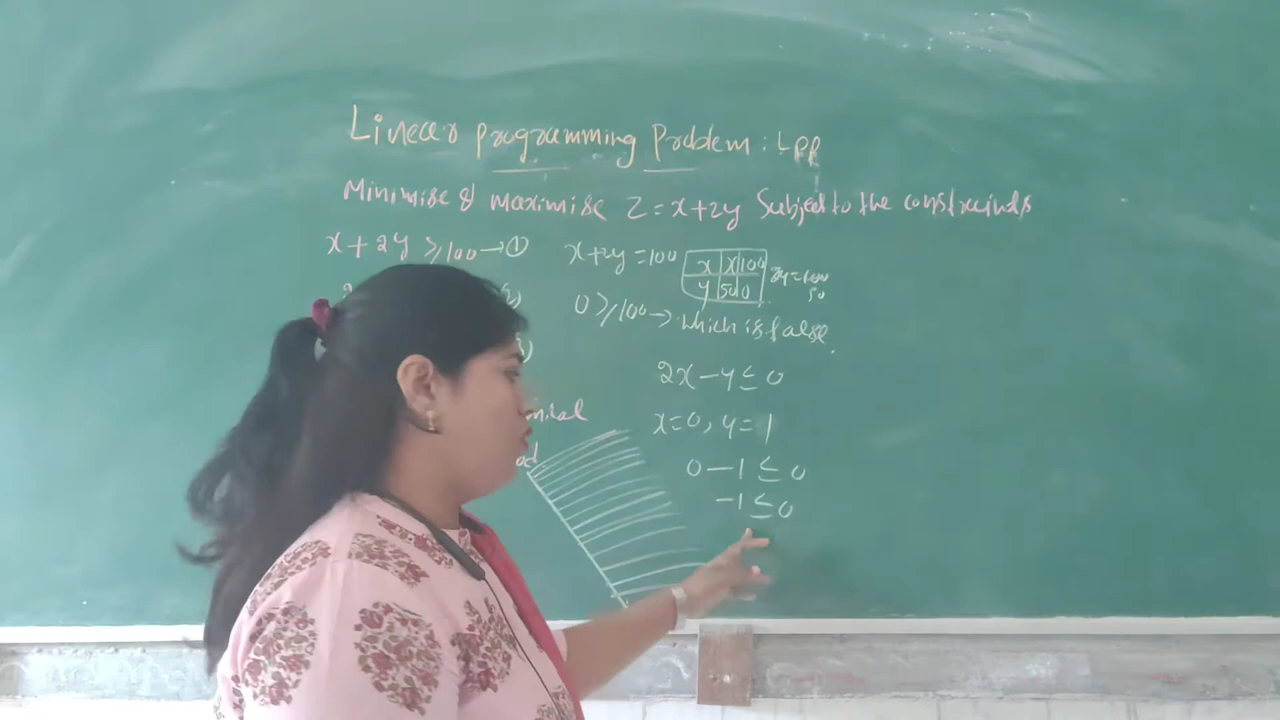 Linear programming Problem : LPP
Minimise & maximise Z = x+2y Subject to the constraints
x + 2y ≥ 100 → ①
x+2y = 100
x | x | 100
y | 50 | 0
2y = 100
50
0 ≥ 100 → which is false.
2x - y ≤ 0
x = 0, y = 1
0 - 1 ≤ 0
-1 ≤ 0